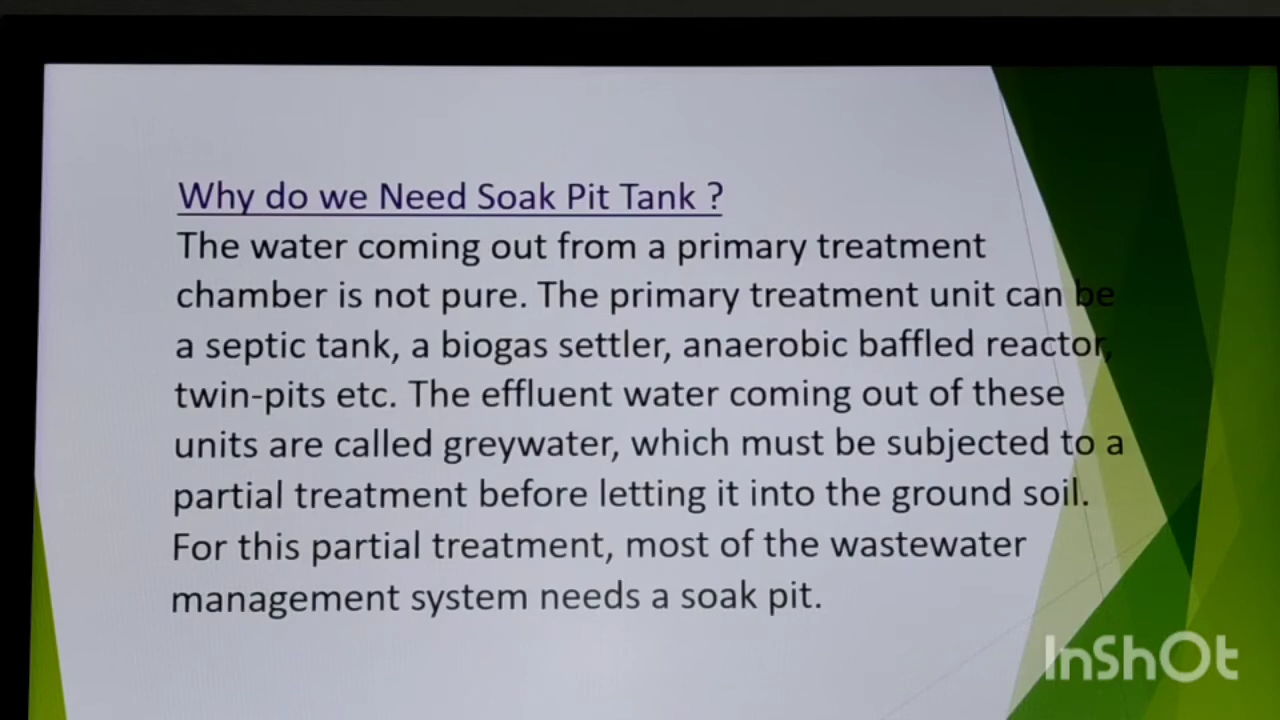 Why do we Need Soak Pit Tank ?
The water coming out from a primary treatment
chamber is not pure. The primary treatment unit can be
a septic tank, a biogas settler, anaerobic baffled reactor,
twin-pits etc. The effluent water coming out of these
units are called greywater, which must be subjected to a
partial treatment before letting it into the ground soil.
For this partial treatment, most of the wastewater
management system needs a soak pit.
InShOt